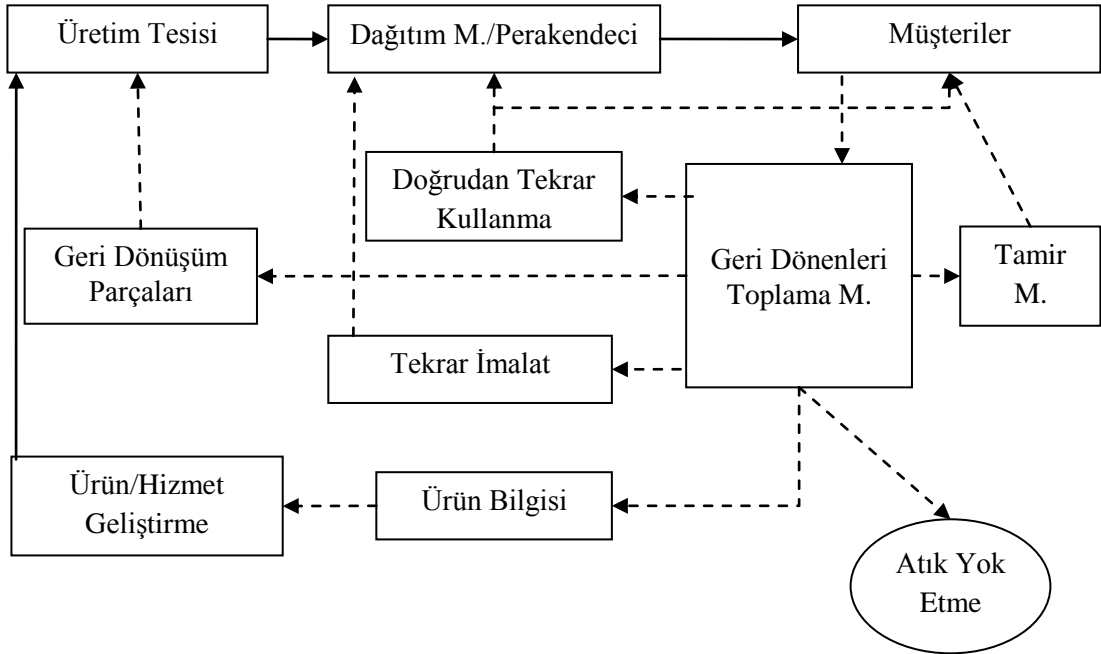 Üretim Tesisi
Dağıtım M./Perakendeci
Müşteriler
Doğrudan Tekrar
Kullanma
Geri Dönüşüm
Parçaları
Geri Dönenleri
Toplama M.
Tamir
M.
Tekrar İmalat
Ürün/Hizmet
Geliştirme
Ürün Bilgisi
Atık Yok
Etme